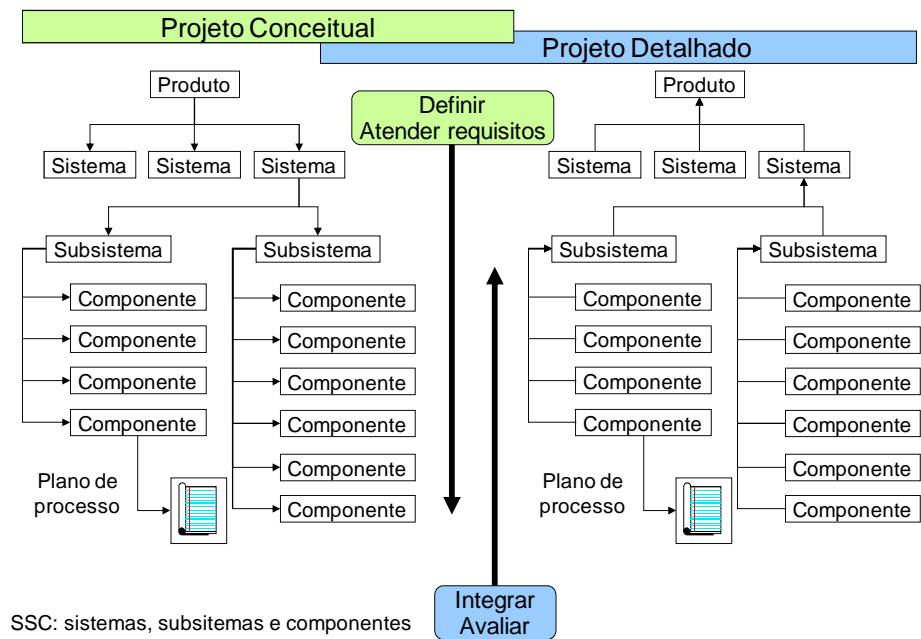 Projeto Conceitual
Projeto Detalhado
Produto
Sistema
Sistema
Sistema
Subsistema
Subsistema
Componente
Componente
Componente
Componente
Componente
Componente
Componente
Componente
Componente
Componente
Plano de
processo
Definir
Atender requisitos
Integrar
Avaliar
Produto
Sistema
Sistema
Sistema
Subsistema
Subsistema
Componente
Componente
Componente
Componente
Componente
Componente
Componente
Componente
Componente
Componente
Plano de
processo
SSC: sistemas, subsitemas e componentes